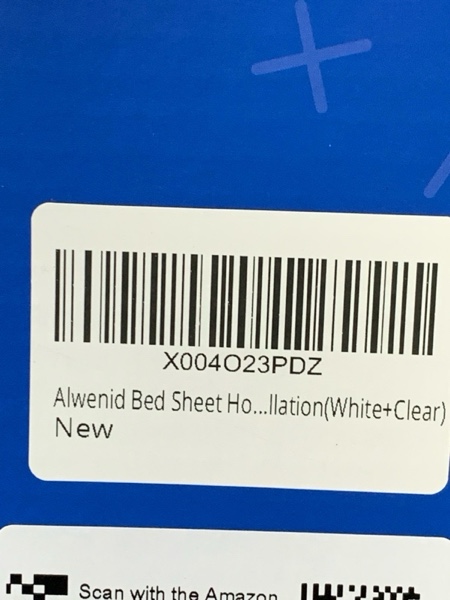 X004O23PDZ
Alwenid Bed Sheet Ho...llation(White+Clear)
New
Scan with the Amazon